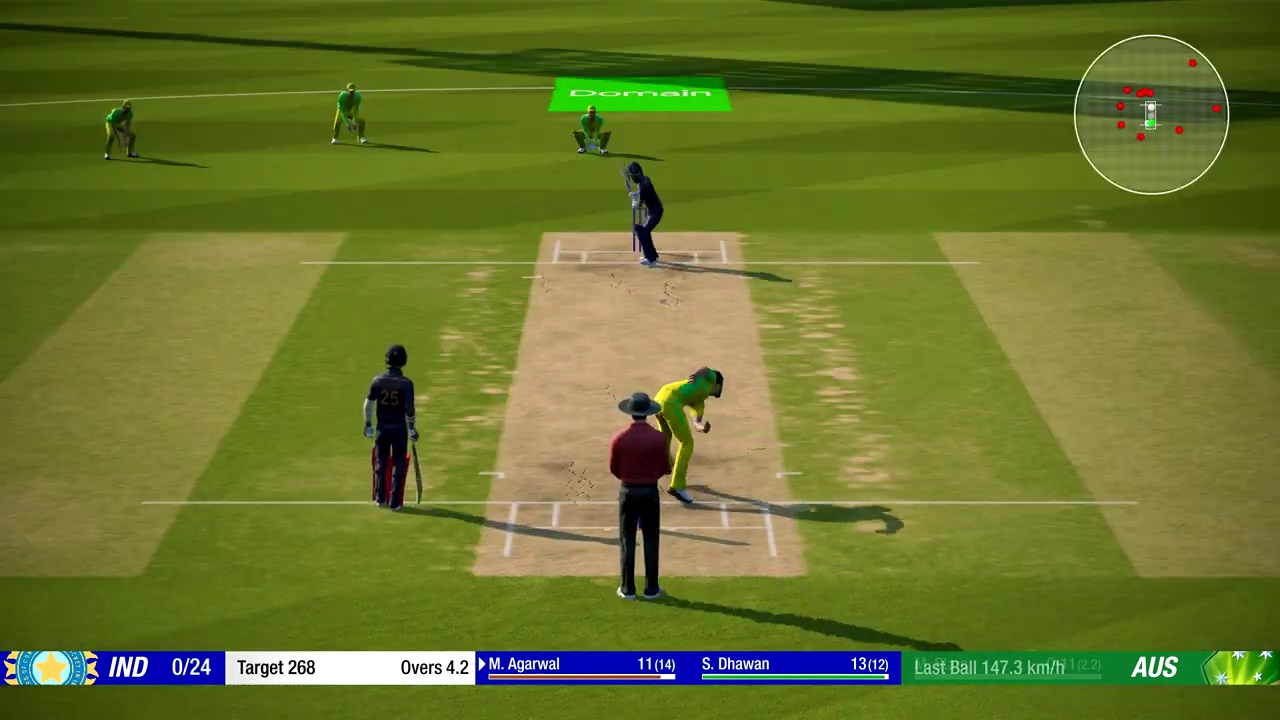 Domain
25
IND 0/24 Target 268 Overs 4.2 M. Agarwal 11(14) S. Dhawan 13(12) Last Ball 147.3 km/h AUS